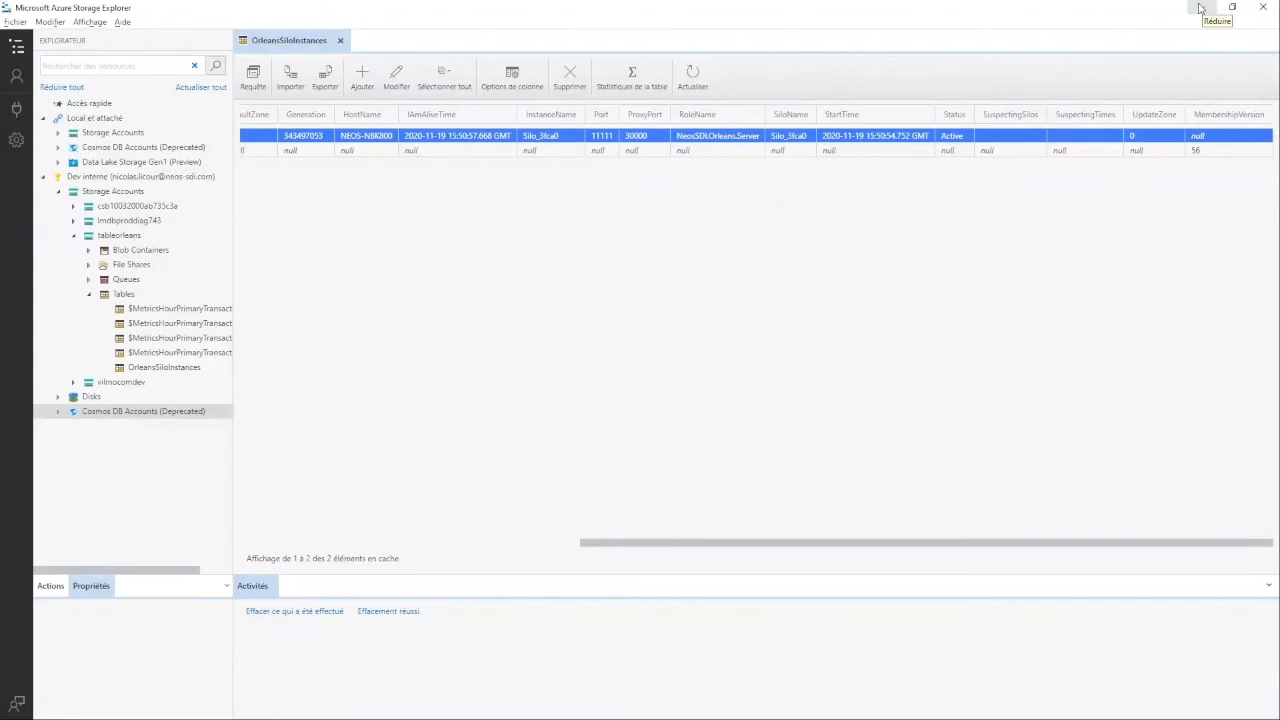 Microsoft Azure Storage Explorer
Fichier Modifier Affichage Aide
Réduire
EXPLORATEUR
OrleansSiloInstances
Rechercher des ressources.
Réduire tout Actualiser tout
Requête Importer Exporter Ajouter Modifier Sélectionner tout Options de colonne Supprimer Statistiques de la table Actualiser
Accès rapide
Local et attaché
Storage Accounts
Cosmos DB Accounts (Deprecated)
Data Lake Storage Gen1 (Preview)
Dev interne (nicolas.licour@neos-sdi.com)
Storage Accounts
csb10032000ab735c3a
lmdbproddiag743
tableorleans
Blob Containers
File Shares
Queues
Tables
$MetricsHourPrimaryTransact
$MetricsHourPrimaryTransact
$MetricsHourPrimaryTransact
$MetricsHourPrimaryTransact
OrleansSiloInstances
vilmocomdev
Disks
Cosmos DB Accounts (Deprecated)
ultZone Generation HostName IAmAliveTime InstanceName Port ProxyPort RoleName SiloName StartTime Status SuspectingSilos SuspectingTimes UpdateZone MembershipVersion
343497053 NEOS-NBK800 2020-11-19 15:50:57.668 GMT Silo_3fca0 11111 30000 NeosSDI.Orleans.Server Silo_3fca0 2020-11-19 15:50:54.752 GMT Active 0 null
ll null null null null null null null null null null null null null 56
Affichage de 1 à 2 des 2 éléments en cache
Actions Propriétés
Activités
Effacer ce qui a été effectué Effacement réussi